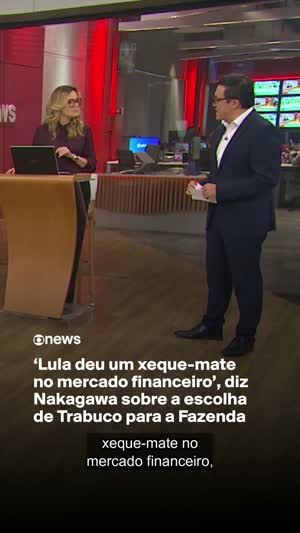 ws
news
‘Lula deu um xeque-mate
no mercado financeiro’, diz
Nakagawa sobre a escolha
de Trabuco para a Fazenda
xeque-mate no
mercado financeiro,